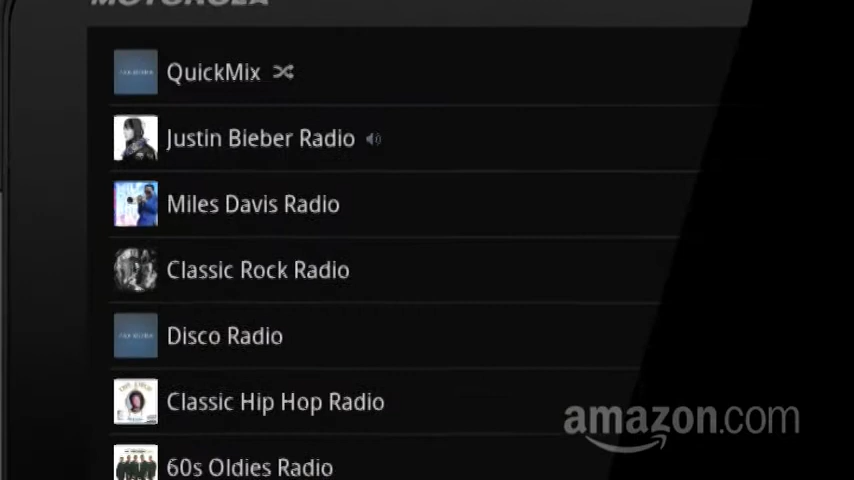 MOTOROLA
QuickMix
Justin Bieber Radio
Miles Davis Radio
Classic Rock Radio
Disco Radio
Classic Hip Hop Radio
60s Oldies Radio
amazon.com